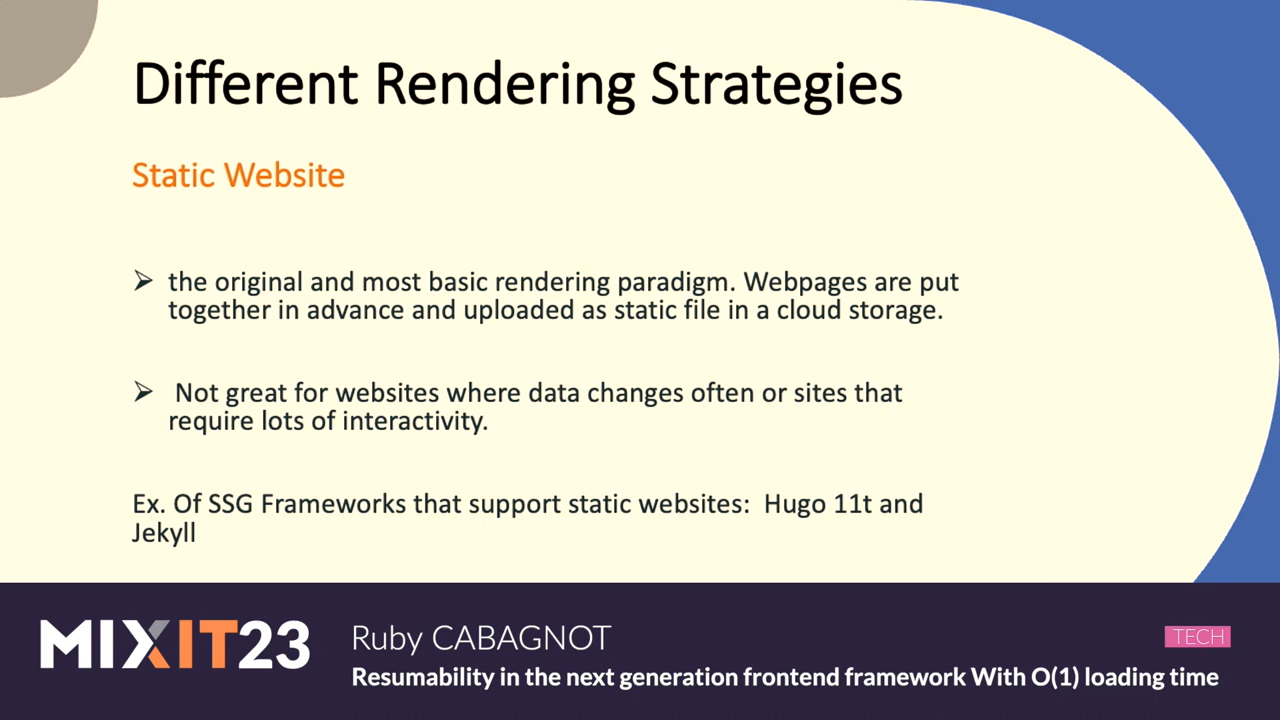 Different Rendering Strategies
Static Website
➢ the original and most basic rendering paradigm. Webpages are put
together in advance and uploaded as static file in a cloud storage.
➢ Not great for websites where data changes often or sites that
require lots of interactivity.
Ex. Of SSG Frameworks that support static websites: Hugo 11t and
Jekyll
MIXIT23
Ruby CABAGNOT
TECH
Resumability in the next generation frontend framework With O(1) loading time